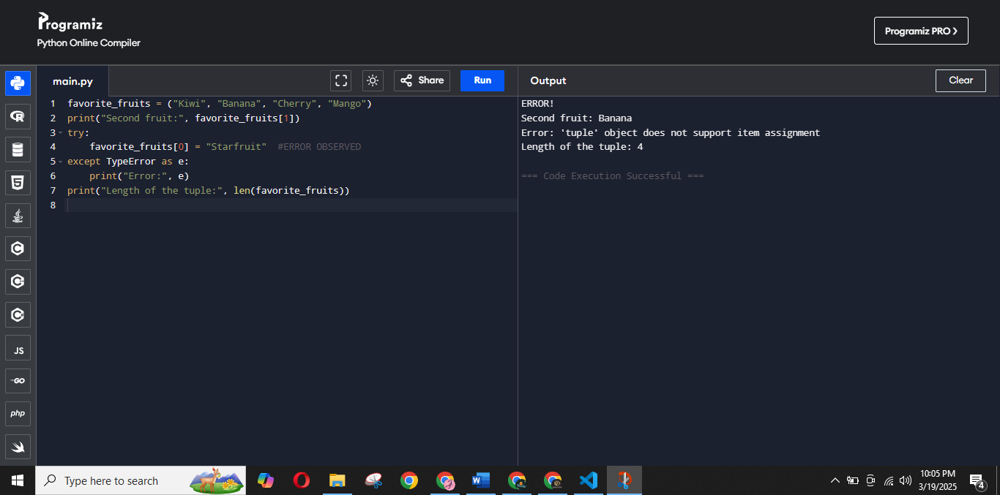 Programiz
Python Online Compiler
Programiz PRO ›
main.py
Share
Run
Output
Clear
1 favorite_fruits = ("Kiwi", "Banana", "Cherry", "Mango")
2 print("Second fruit:", favorite_fruits[1])
3 try:
4     favorite_fruits[0] = "Starfruit"  #ERROR OBSERVED
5 except TypeError as e:
6     print("Error:", e)
7 print("Length of the tuple:", len(favorite_fruits))
8
ERROR!
Second fruit: Banana
Error: 'tuple' object does not support item assignment
Length of the tuple: 4
=== Code Execution Successful ===
R
5
C
C
C
JS
GO
php
Type here to search
W
10:05 PM
3/19/2025
4